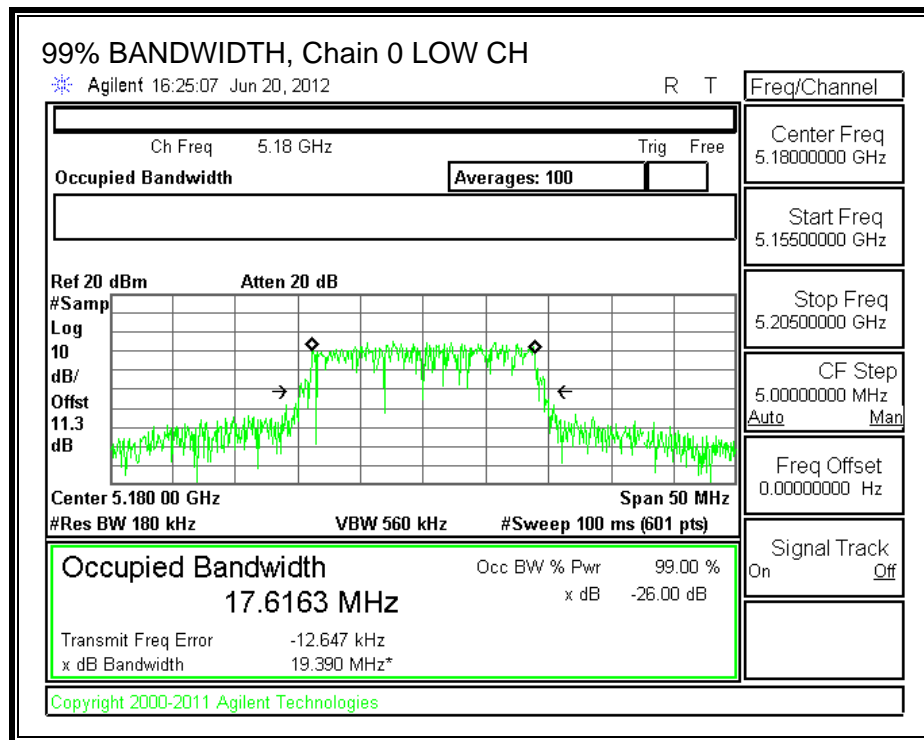 99% BANDWIDTH, Chain 0 LOW CH
Agilent 16:25:07 Jun 20, 2012 R T
Freq/Channel
Ch Freq 5.18 GHz Trig Free
Occupied Bandwidth Averages: 100
Center Freq
5.18000000 GHz
Start Freq
5.15500000 GHz
Stop Freq
5.20500000 GHz
CF Step
5.00000000 MHz
Auto Man
Freq Offset
0.00000000 Hz
Signal Track
On Off
Ref 20 dBm Atten 20 dB
#Samp
Log
10
dB/
Offst
11.3
dB
Center 5.180 00 GHz Span 50 MHz
#Res BW 180 kHz VBW 560 kHz #Sweep 100 ms (601 pts)
Occupied Bandwidth Occ BW % Pwr 99.00 %
17.6163 MHz x dB -26.00 dB
Transmit Freq Error -12.647 kHz
x dB Bandwidth 19.390 MHz*
Copyright 2000-2011 Agilent Technologies